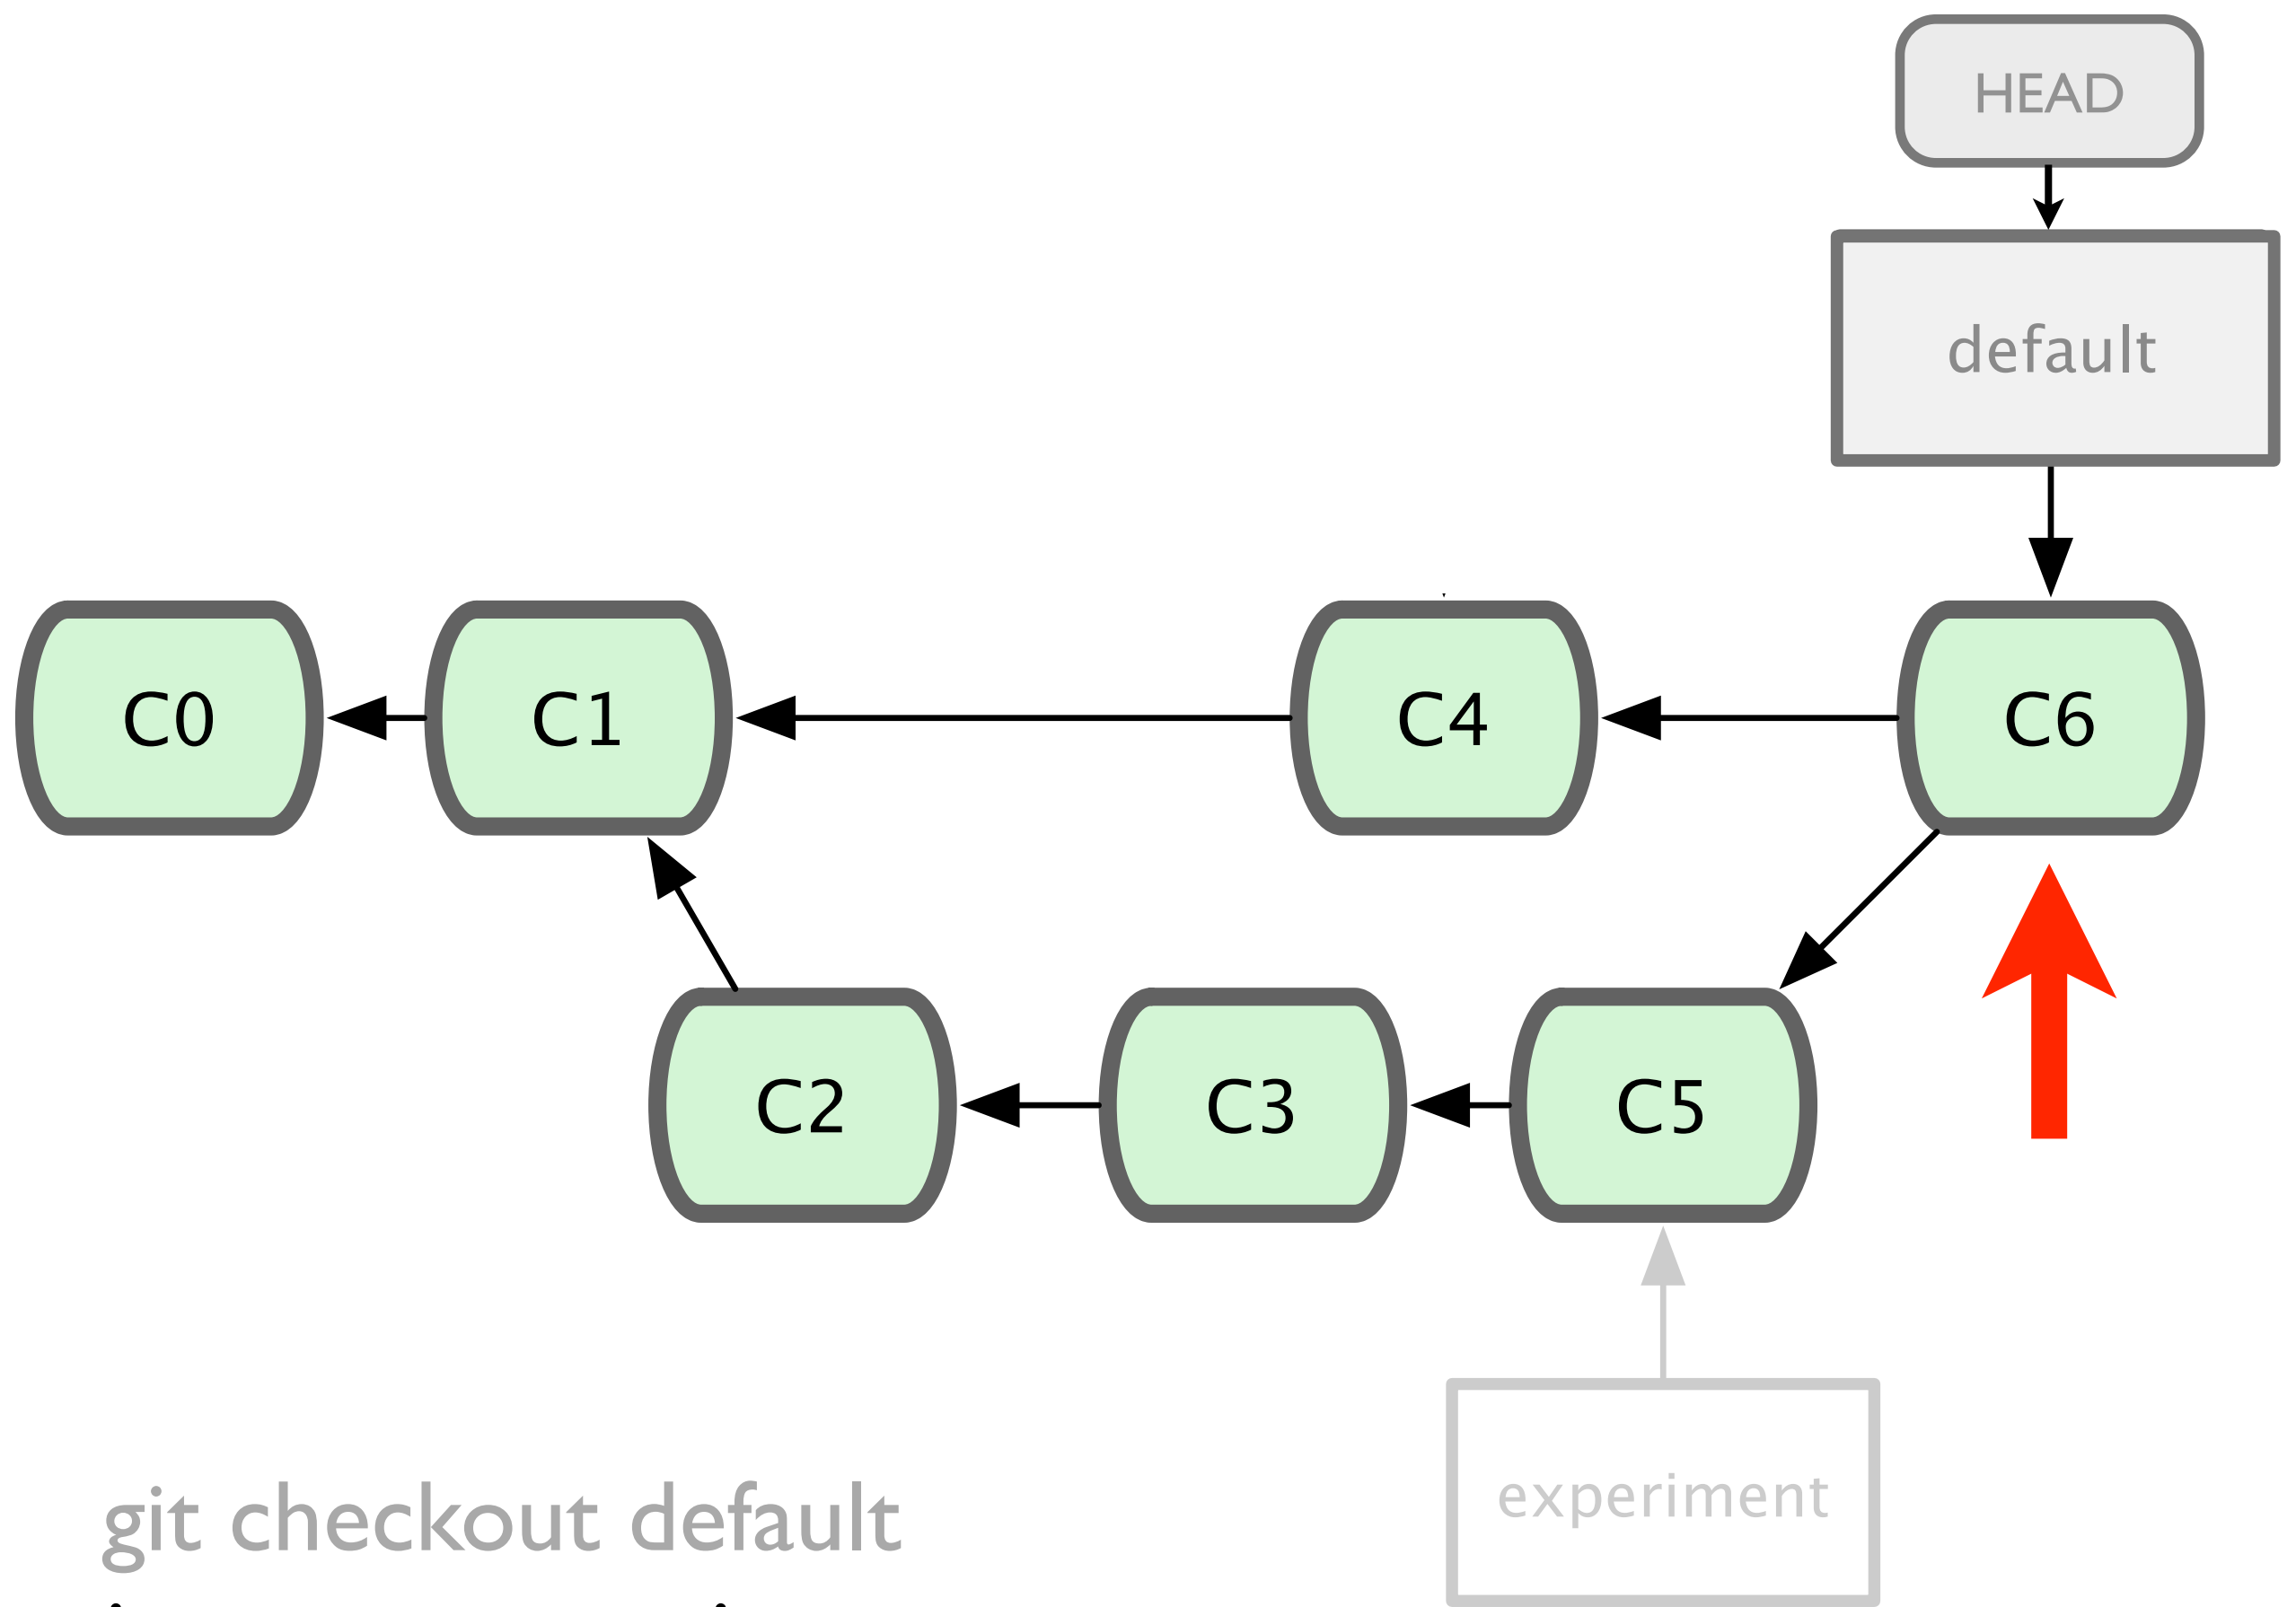 HEAD
default
C0
C1
C4
C6
C2
C3
C5
experiment
git checkout default